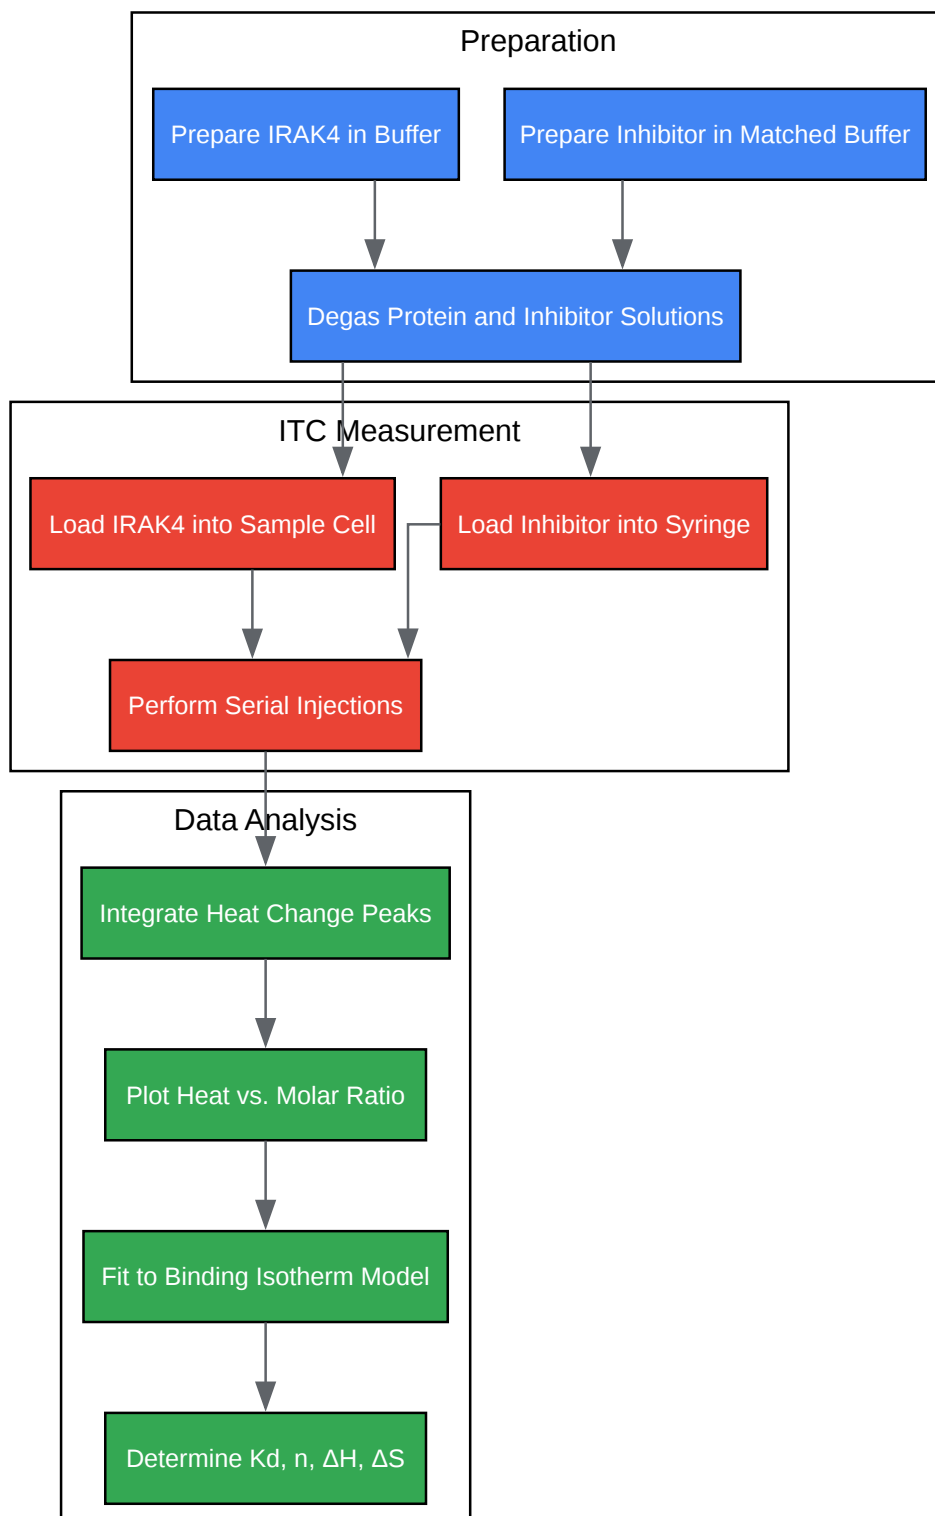 Preparation
Prepare IRAK4 in Buffer
Prepare Inhibitor in Matched Buffer
Degas Protein and Inhibitor Solutions
ITC Measurement
Load IRAK4 into Sample Cell
Load Inhibitor into Syringe
Perform Serial Injections
Data Analysis
Integrate Heat Change Peaks
Plot Heat vs. Molar Ratio
Fit to Binding Isotherm Model
Determine Kd, n, ΔH, ΔS